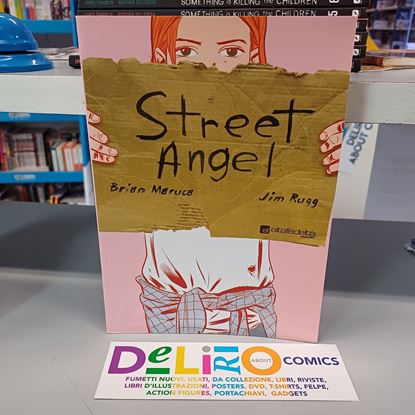 SOMETHING IS KILLING the CHILDREN
SOMETHING IS KILLING the CHILDREN
Street
Angel
Brian Maruca
Jim Rugg
altafedeltà
DELIRIO ABOUT COMICS
FUMETTI NUOVI, USATI, DA COLLEZIONE, LIBRI, RIVISTE,
LIBRI D'ILLUSTRAZIONI, POSTERS, DVD, T-SHIRTS, FELPE,
ACTION FIGURES, PORTACHIAVI, GADGETS